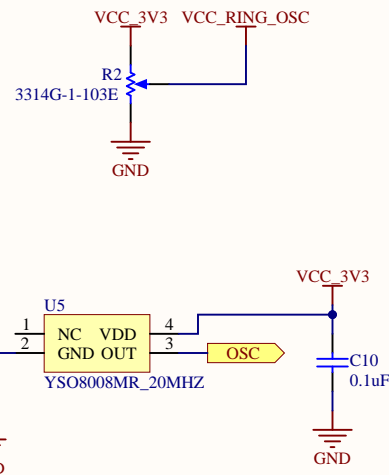 VCC_3V3 VCC_RING_OSC
R2
3314G-1-103E
GND
VCC_3V3
U5
1 NC VDD 4
2 GND OUT 3 OSC
C10
YSO8008MR_20MHZ 0.1uF
GND